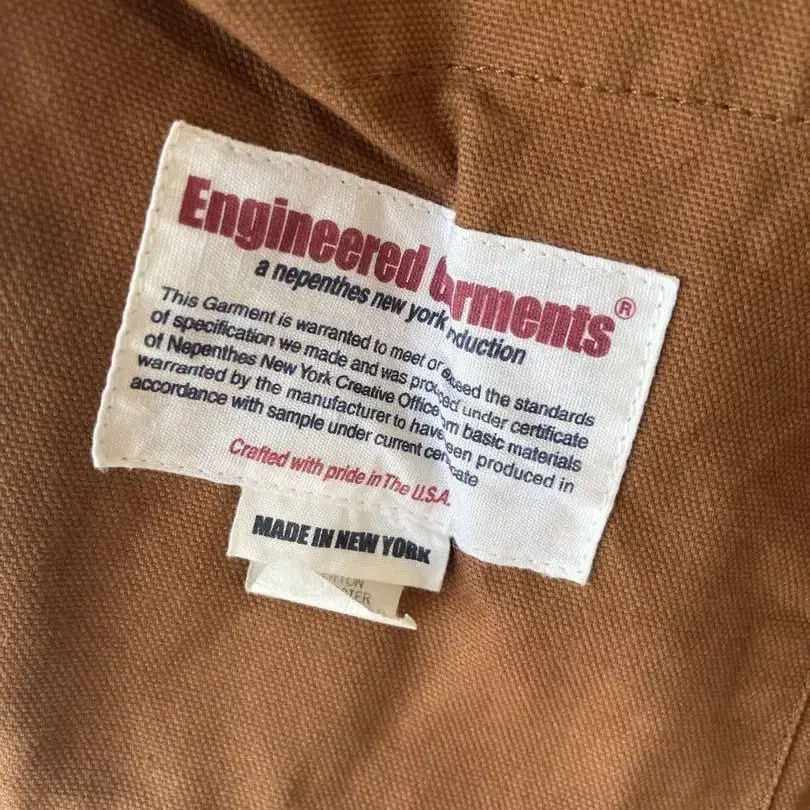 Engineered Garments®
a nepenthes new york production
This Garment is warranted to meet or exceed the standards
of specification we made and was produced under certificate
of Nepenthes New York Creative Office from basic materials
warranted by the manufacturer to have been produced in
accordance with sample under current certificate
Crafted with pride in The U.S.A.
MADE IN NEW YORK